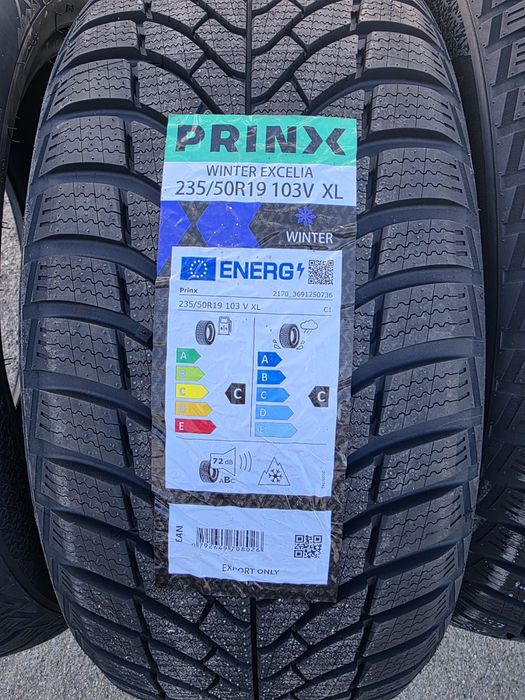 PRINX
WINTER EXCELIA
235/50R19 103V XL
WINTER
ENERG
Prinx
2170_3691250736
235/50R19 103 V XL
C1
A
B
C
D
E
C
A
B
C
D
E
C
72 dB
ABC
EAN
EXPORT ONLY